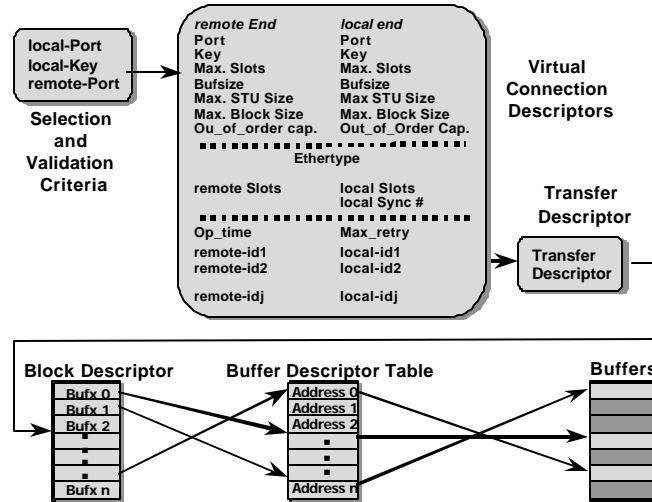 local-Port
local-Key
remote-Port
Selection
and
Validation
Criteria
remote End local end
Port Port
Key Key
Max. Slots Max. Slots
Bufsize Bufsize
Max. STU Size Max STU Size
Max. Block Size Max. Block Size
Ou_of_order cap. Out_of_Order Cap.
Ethertype
remote Slots local Slots
local Sync #
Op_time Max_retry
remote-id1 local-id1
remote-id2 local-id2
remote-idj local-idj
Virtual
Connection
Descriptors
Transfer
Descriptor
Transfer
Descriptor
Block Descriptor
Bufx 0
Bufx 1
Bufx 2
Bufx n
Buffer Descriptor Table
Address 0
Address 1
Address 2
Address n
Buffers